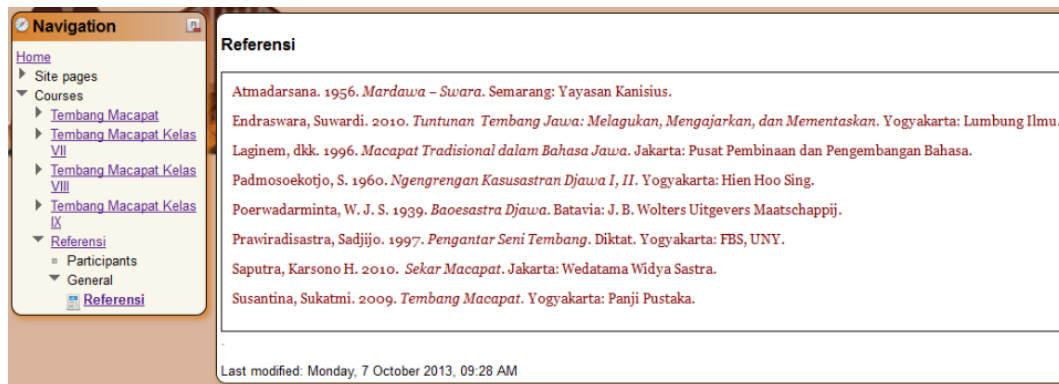 Navigation
Home
Site pages
Courses
Tembang Macapat
Tembang Macapat Kelas
VII
Tembang Macapat Kelas
VIII
Tembang Macapat Kelas
IX
Referensi
Participants
General
Referensi
Referensi
Atmadarsana. 1956. Mardawa – Swara. Semarang: Yayasan Kanisius.
Endraswara, Suwardi. 2010. Tuntunan Tembang Jawa: Melagukan, Mengajarkan, dan Mementaskan. Yogyakarta: Lumbung Ilmu.
Laginem, dkk. 1996. Macapat Tradisional dalam Bahasa Jawa. Jakarta: Pusat Pembinaan dan Pengembangan Bahasa.
Padmosoekotjo, S. 1960. Ngengrengan Kasusastran Djawa I, II. Yogyakarta: Hien Hoo Sing.
Poerwadarminta, W. J. S. 1939. Baoesastra Djawa. Batavia: J. B. Wolters Uitgevers Maatschappij.
Prawiradisastra, Sadjijo. 1997. Pengantar Seni Tembang. Diktat. Yogyakarta: FBS, UNY.
Saputra, Karsono H. 2010. Sekar Macapat. Jakarta: Wedatama Widya Sastra.
Susantina, Sukatmi. 2009. Tembang Macapat. Yogyakarta: Panji Pustaka.
.
Last modified: Monday, 7 October 2013, 09:28 AM